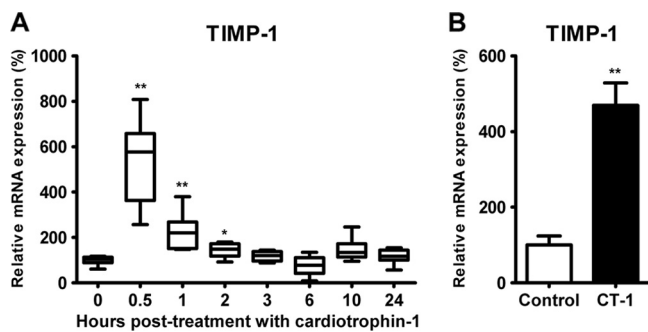 A
TIMP-1
Relative mRNA expression (%)
1000
800
600
400
200
0
**
**
*
0 0.5 1 2 3 6 10 24
Hours post-treatment with cardiotrophin-1
B
TIMP-1
Relative mRNA expression (%)
600
400
200
0
**
Control CT-1